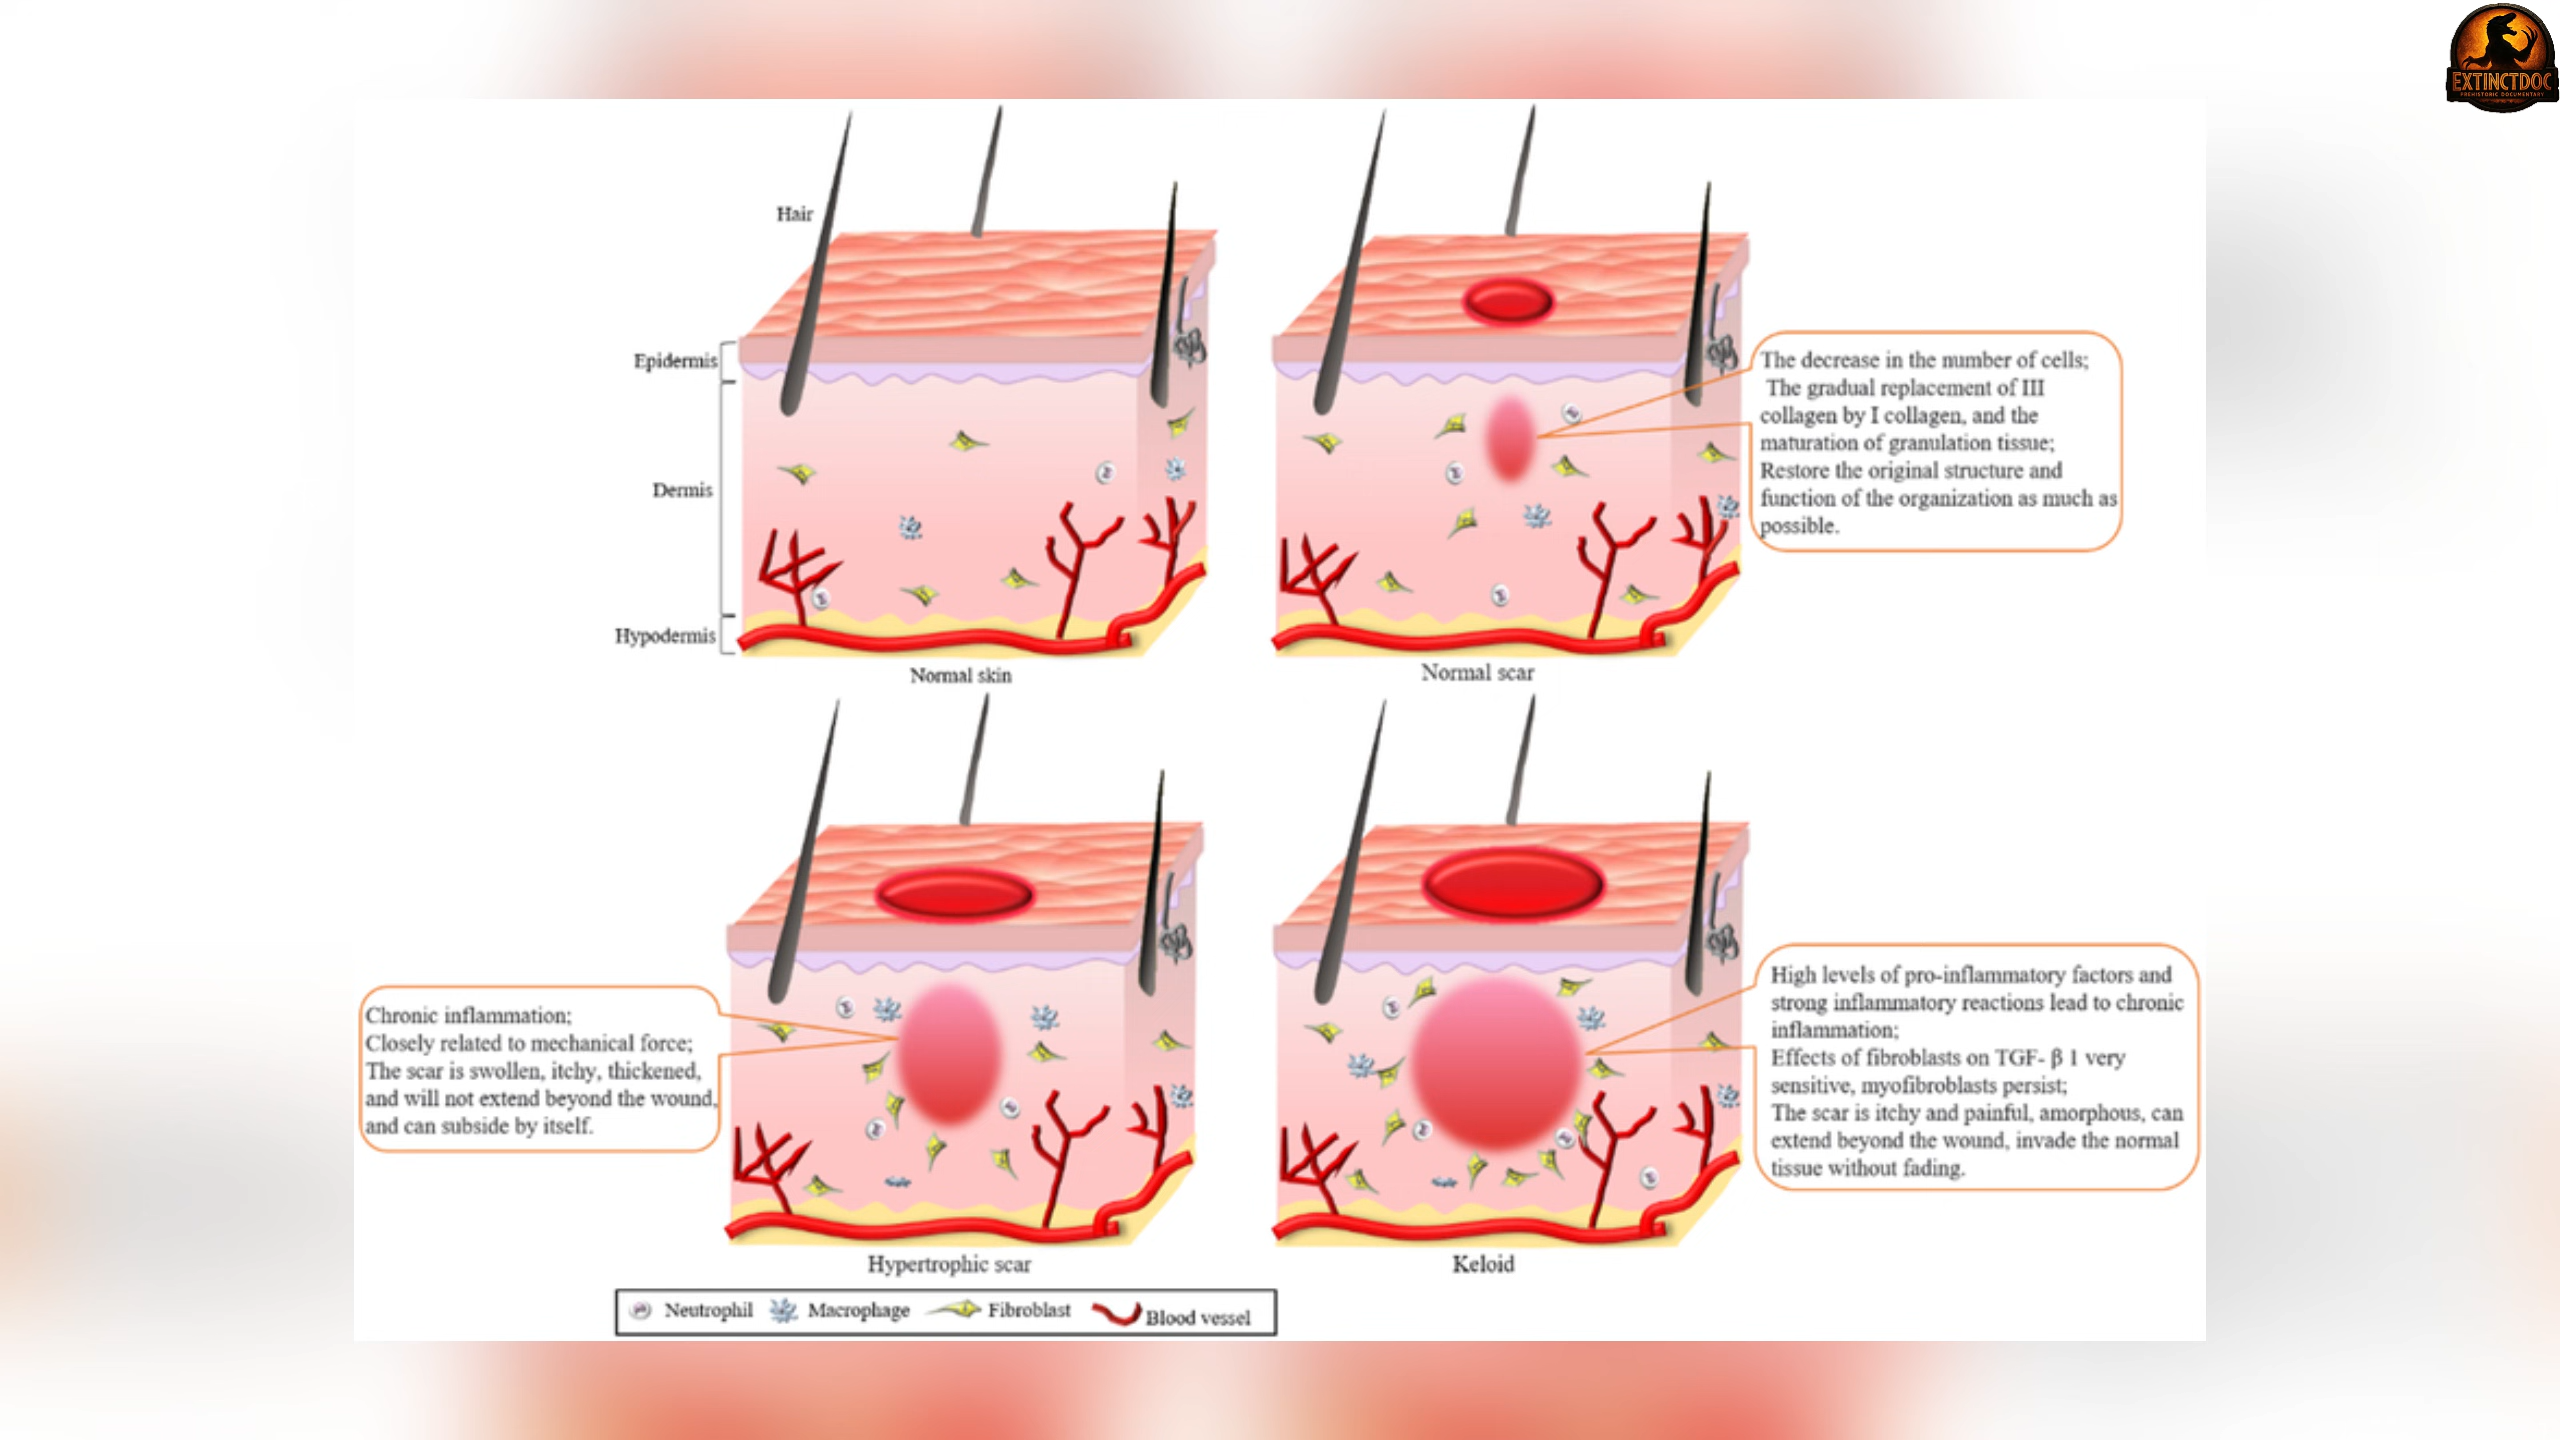 EXTINCTDOC
PREHISTORIC DOCUMENTARY
Hair
Epidermis
Dermis
Hypodermis
Normal skin
The decrease in the number of cells;
The gradual replacement of III
collagen by I collagen, and the
maturation of granulation tissue;
Restore the original structure and
function of the organization as much as
possible.
Normal scar
Chronic inflammation;
Closely related to mechanical force;
The scar is swollen, itchy, thickened,
and will not extend beyond the wound,
and can subside by itself.
Hypertrophic scar
High levels of pro-inflammatory factors and
strong inflammatory reactions lead to chronic
inflammation;
Effects of fibroblasts on TGF- β 1 very
sensitive, myofibroblasts persist;
The scar is itchy and painful, amorphous, can
extend beyond the wound, invade the normal
tissue without fading.
Keloid
Neutrophil Macrophage Fibroblast Blood vessel